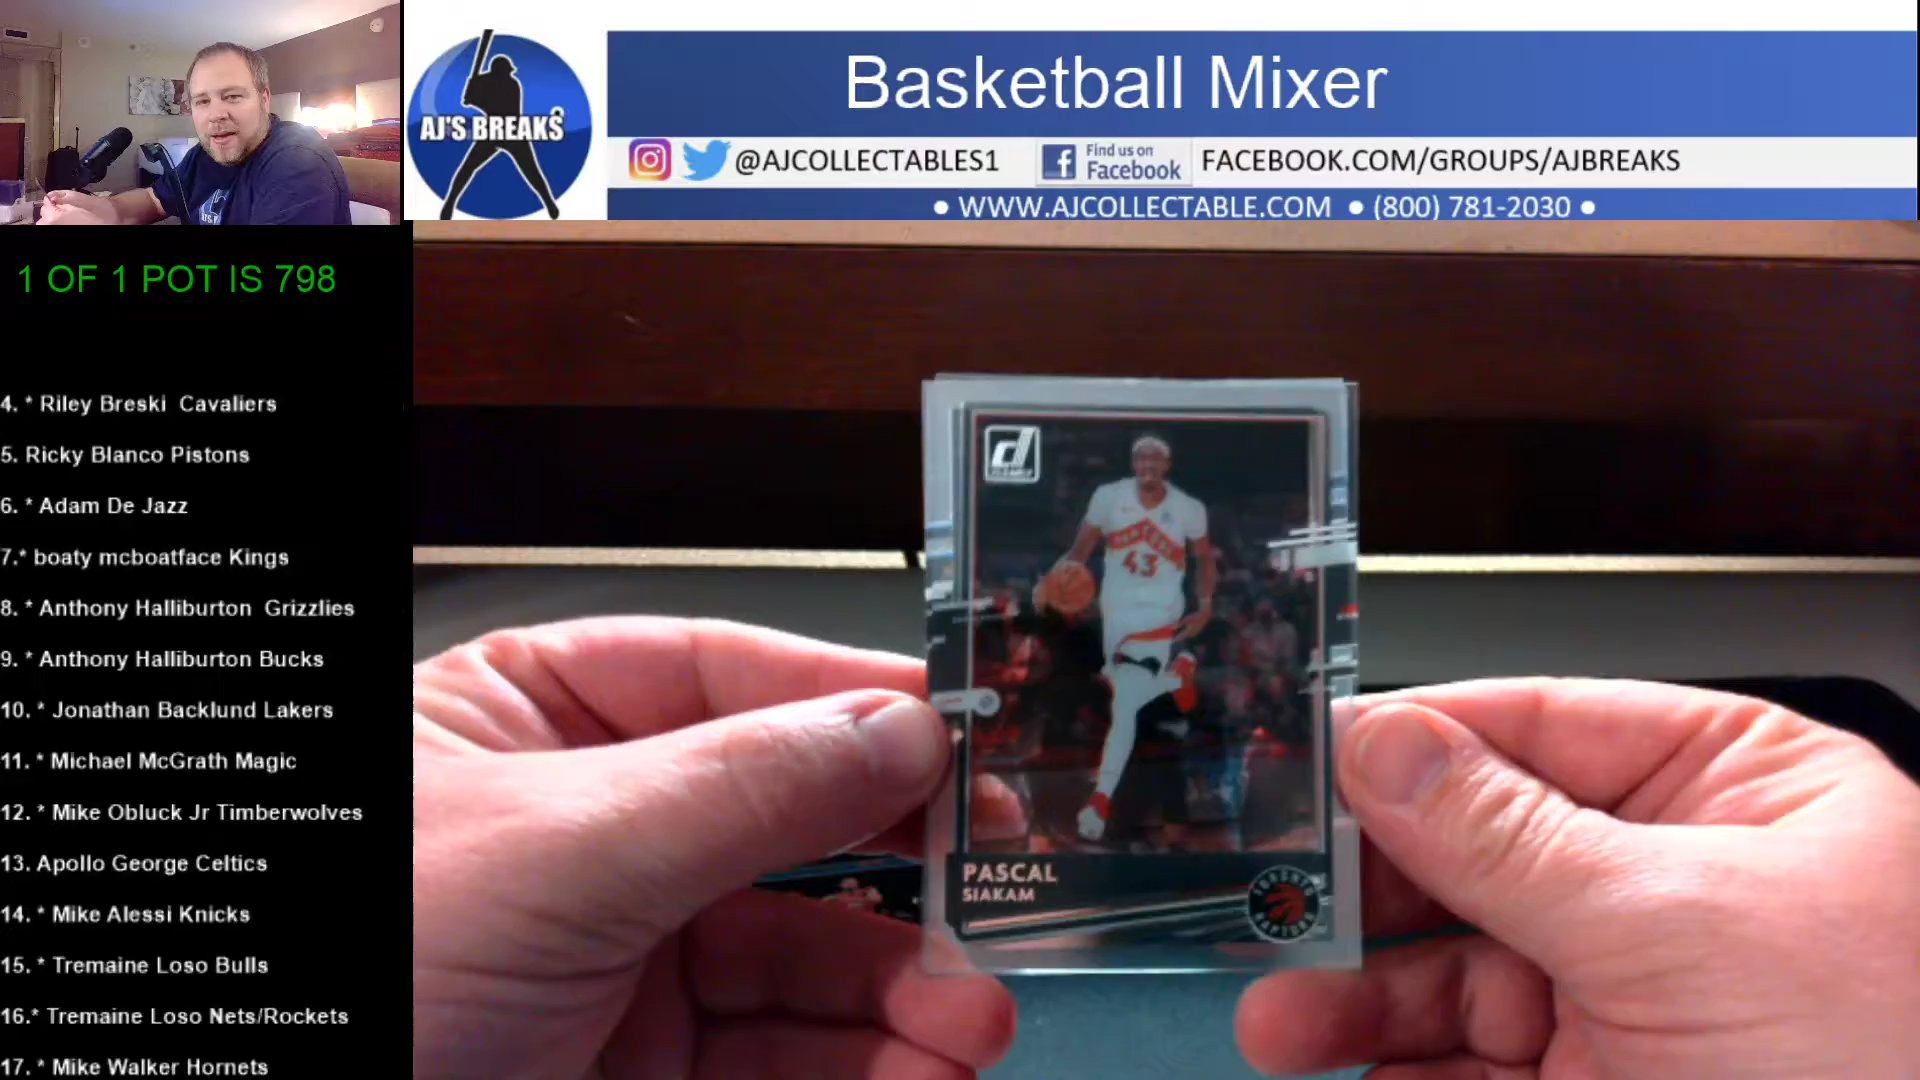 AJ'S BREAKS
Basketball Mixer
@AJCOLLECTABLES1
Find us on
Facebook
FACEBOOK.COM/GROUPS/AJBREAKS
• WWW.AJCOLLECTABLE.COM • (800) 781-2030 •
1 OF 1 POT IS 798
4. * Riley Breski Cavaliers
5. Ricky Blanco Pistons
6. * Adam De Jazz
7.* boaty mcboatface Kings
8. * Anthony Halliburton Grizzlies
9. * Anthony Halliburton Bucks
10. * Jonathan Backlund Lakers
11. * Michael McGrath Magic
12. * Mike Obluck Jr Timberwolves
13. Apollo George Celtics
14. * Mike Alessi Knicks
15. * Tremaine Loso Bulls
16.* Tremaine Loso Nets/Rockets
17. * Mike Walker Hornets
43
PASCAL
SIAKAM
TORONTO
RAPTORS